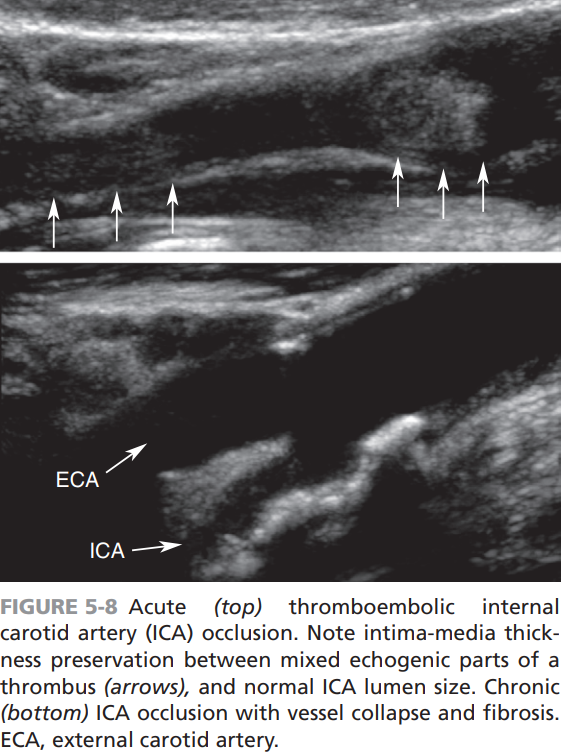 ECA
ICA
FIGURE 5-8 Acute (top) thromboembolic internal
carotid artery (ICA) occlusion. Note intima-media thick-
ness preservation between mixed echogenic parts of a
thrombus (arrows), and normal ICA lumen size. Chronic
(bottom) ICA occlusion with vessel collapse and fibrosis.
ECA, external carotid artery.